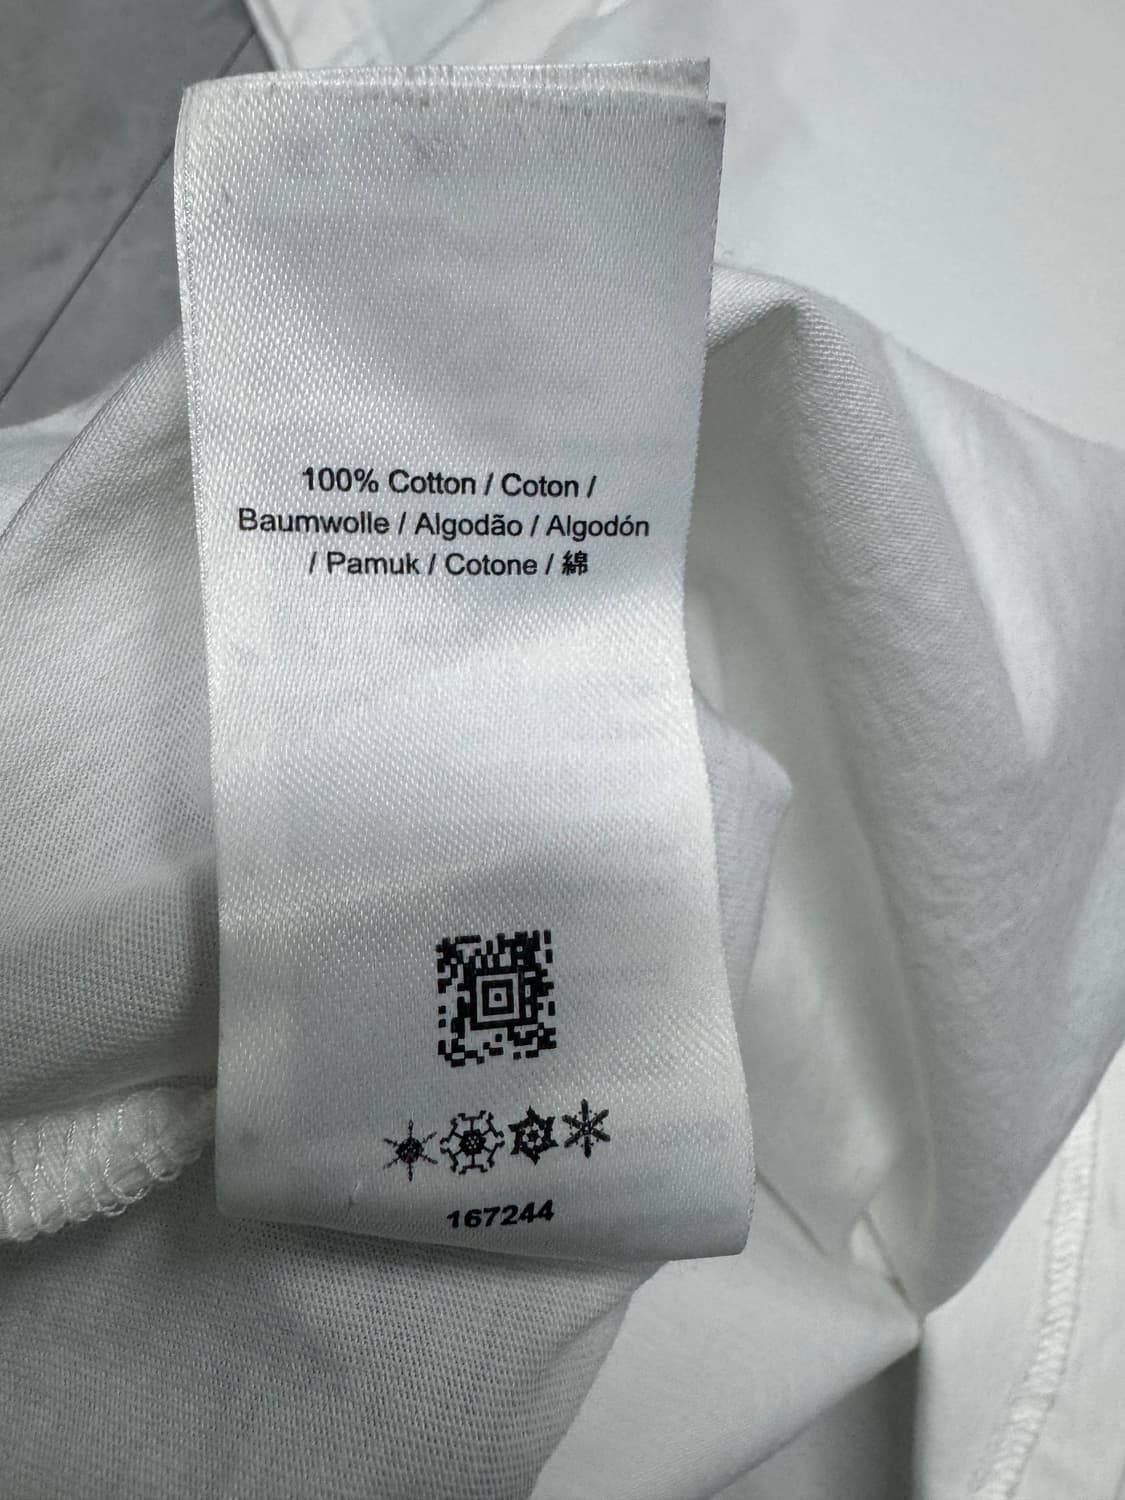 100% Cotton / Coton /
Baumwolle / Algodão / Algodón
/ Pamuk / Cotone / 綿
167244